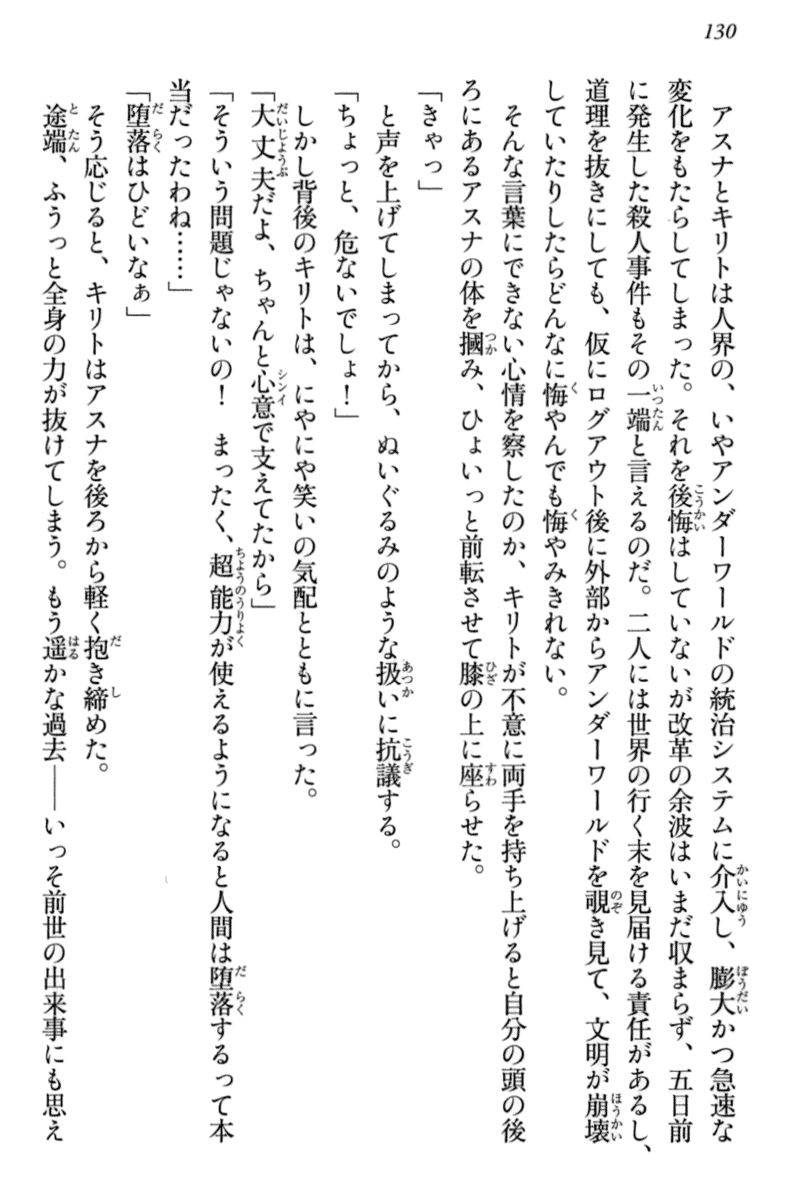 130
アスナとキリトは人界の、いやアンダーワールドの統治システムに介入し、膨大かつ急速な
変化をもたらしてしまった。それを後悔はしていないが改革の余波はいまだ収まらず、五日前
に発生した殺人事件もその一端と言えるのだ。二人には世界の行く末を見届ける責任があるし、
道理を抜きにしても、仮にログアウト後に外部からアンダーワールドを覗き見て、文明が崩壊
していたりしたらどんなに悔やんでも悔やみきれない。
そんな言葉にできない心情を察したのか、キリトが不意に両手を持ち上げると自分の頭の後
ろにあるアスナの体を摑み、ひょいっと前転させて膝の上に座らせた。
「きゃっ」
と声を上げてしまってから、ぬいぐるみのような扱いに抗議する。
「ちょっと、危ないでしょ！」
しかし背後のキリトは、にやにや笑いの気配とともに言った。
「大丈夫だよ、ちゃんと心意で支えてたから」
「そういう問題じゃないの！　まったく、超能力が使えるようになると人間は堕落するって本
当だったわね……」
「堕落はひどいなぁ」
そう応じると、キリトはアスナを後ろから軽く抱き締めた。
途端、ふうっと全身の力が抜けてしまう。もう遥かな過去――いっそ前世の出来事にも思え